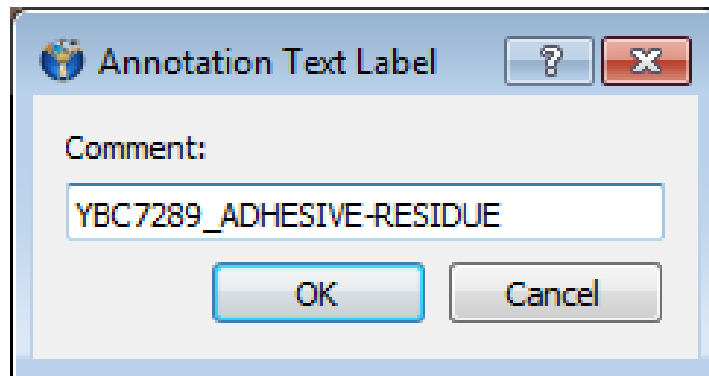 Annotation Text Label
Comment:
YBC7289_ADHESIVE-RESIDUE
OK Cancel